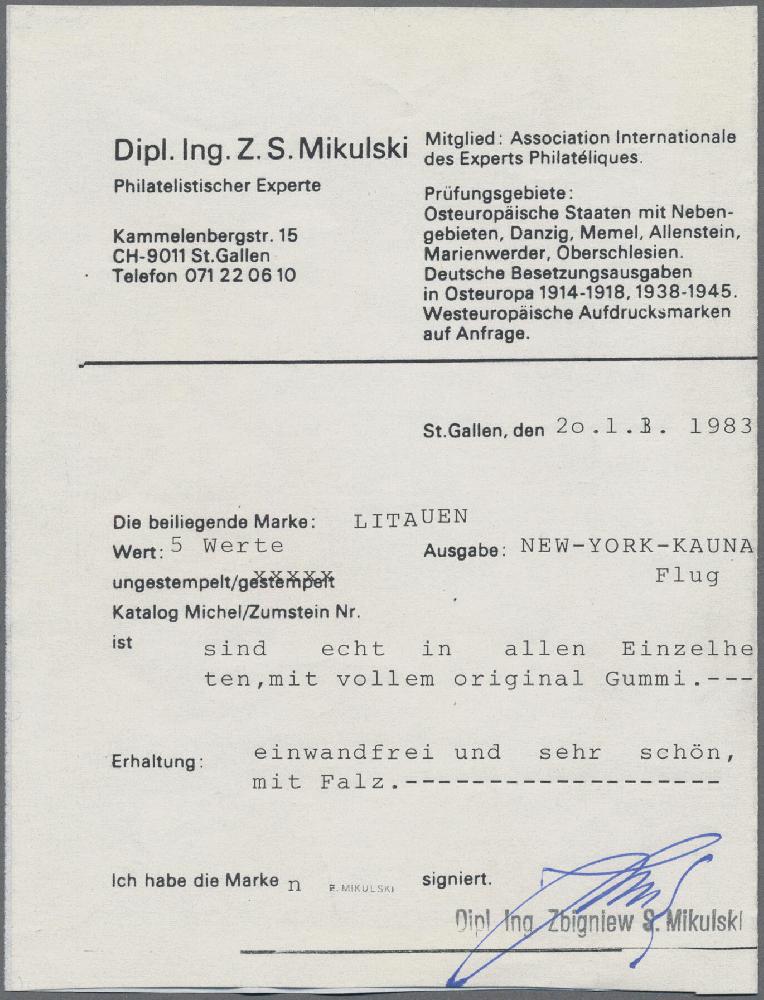 Dipl. Ing. Z. S. Mikulski
Philatelistischer Experte
Kammelenbergstr. 15
CH-9011 St.Gallen
Telefon 071 22 06 10
Mitglied: Association Internationale
des Experts Philatéliques.
Prüfungsgebiete:
Osteuropäische Staaten mit Neben-
gebieten, Danzig, Memel, Allenstein,
Marienwerder, Oberschlesien.
Deutsche Besetzungsausgaben
in Osteuropa 1914-1918, 1938-1945.
Westeuropäische Aufdrucksmarken
auf Anfrage.
St.Gallen, den 2o.1.3. 1983
Die beiliegende Marke: LITAUEN
Wert: 5 Werte Ausgabe: NEW-YORK-KAUNA
ungestempelt/gestempelt Flug
Katalog Michel/Zumstein Nr.
ist sind echt in allen Einzelhe
ten,mit vollem original Gummi.---
Erhaltung: einwandfrei und sehr schön,
mit Falz.--------------------
Ich habe die Marke n Z. MIKULSKI signiert.
Dipl. Ing. Zbigniew S. Mikulski